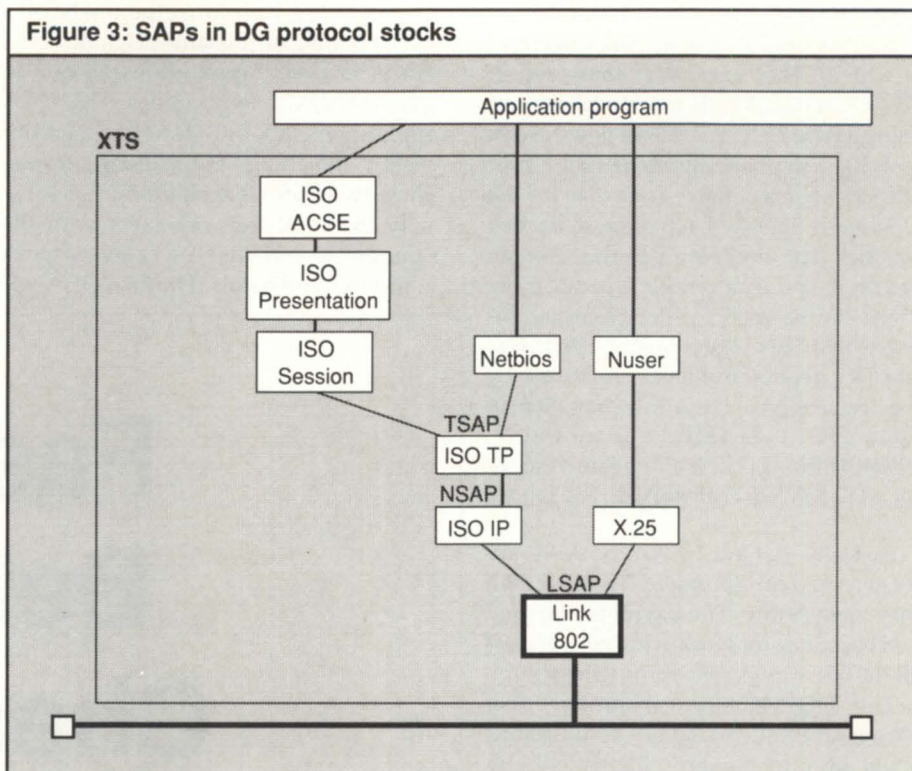 Figure 3: SAPs in DG protocol stocks
Application program
XTS
ISO
ACSE
ISO
Presentation
ISO
Session
Netbios
Nuser
TSAP
ISO TP
NSAP
ISO IP
X.25
LSAP
Link
802